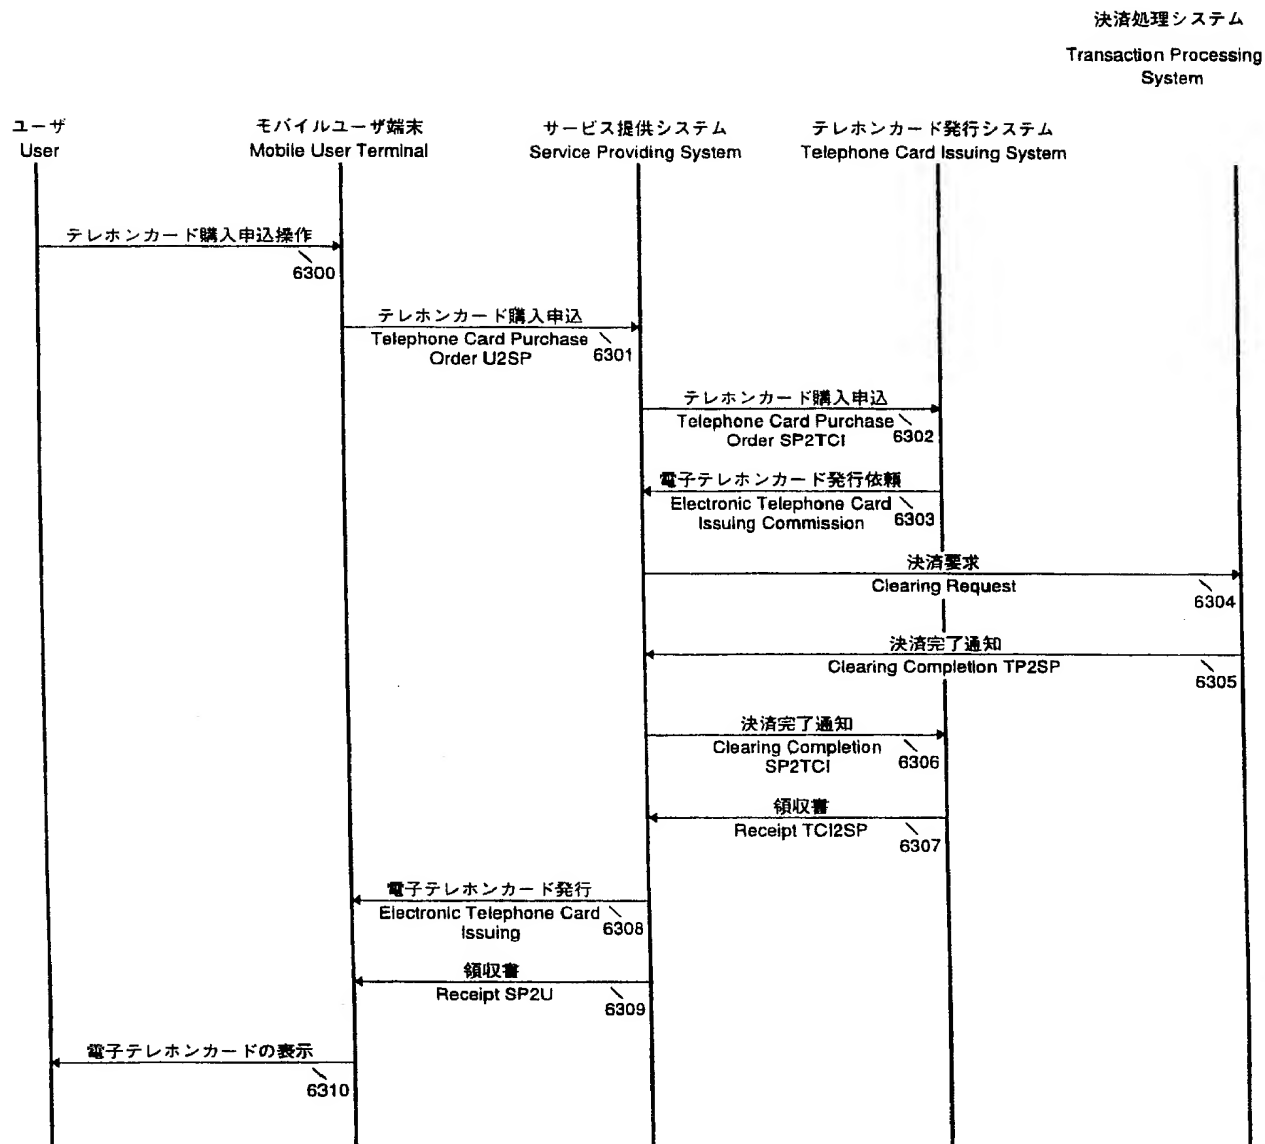 決済処理システム
Transaction Processing
System
ユーザ
User
モバイルユーザ端末
Mobile User Terminal
サービス提供システム
Service Providing System
テレホンカード発行システム
Telephone Card Issuing System
テレホンカード購入申込操作
6300
テレホンカード購入申込
Telephone Card Purchase
Order U2SP
6301
テレホンカード購入申込
Telephone Card Purchase
Order SP2TCI
6302
電子テレホンカード発行依頼
Electronic Telephone Card
Issuing Commission
6303
決済要求
Clearing Request
6304
決済完了通知
Clearing Completion TP2SP
6305
決済完了通知
Clearing Completion
SP2TCI
6306
領収書
Receipt TCI2SP
6307
電子テレホンカード発行
Electronic Telephone Card
Issuing
6308
領収書
Receipt SP2U
6309
電子テレホンカードの表示
6310